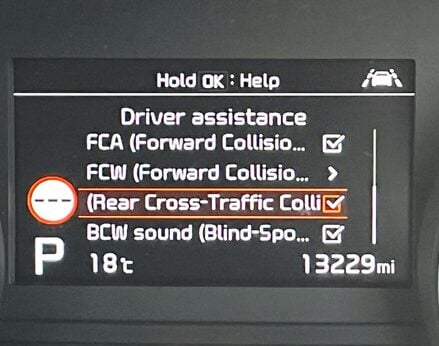 Hold OK : Help
Driver assistance
FCA (Forward Collisio...
FCW (Forward Collisio...
(Rear Cross-Traffic Colli
BCW sound (Blind-Spo...
---
P 18℃ 13229mi